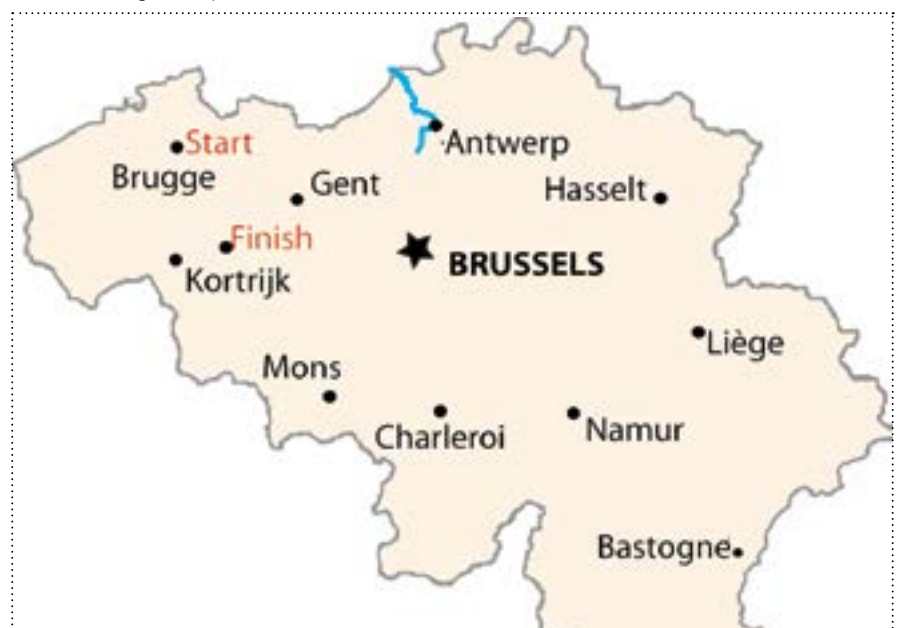 Start
Antwerp
Brugge
Gent
Hasselt
Finish
BRUSSELS
Kortrijk
Liège
Mons
Charleroi
Namur
Bastogne